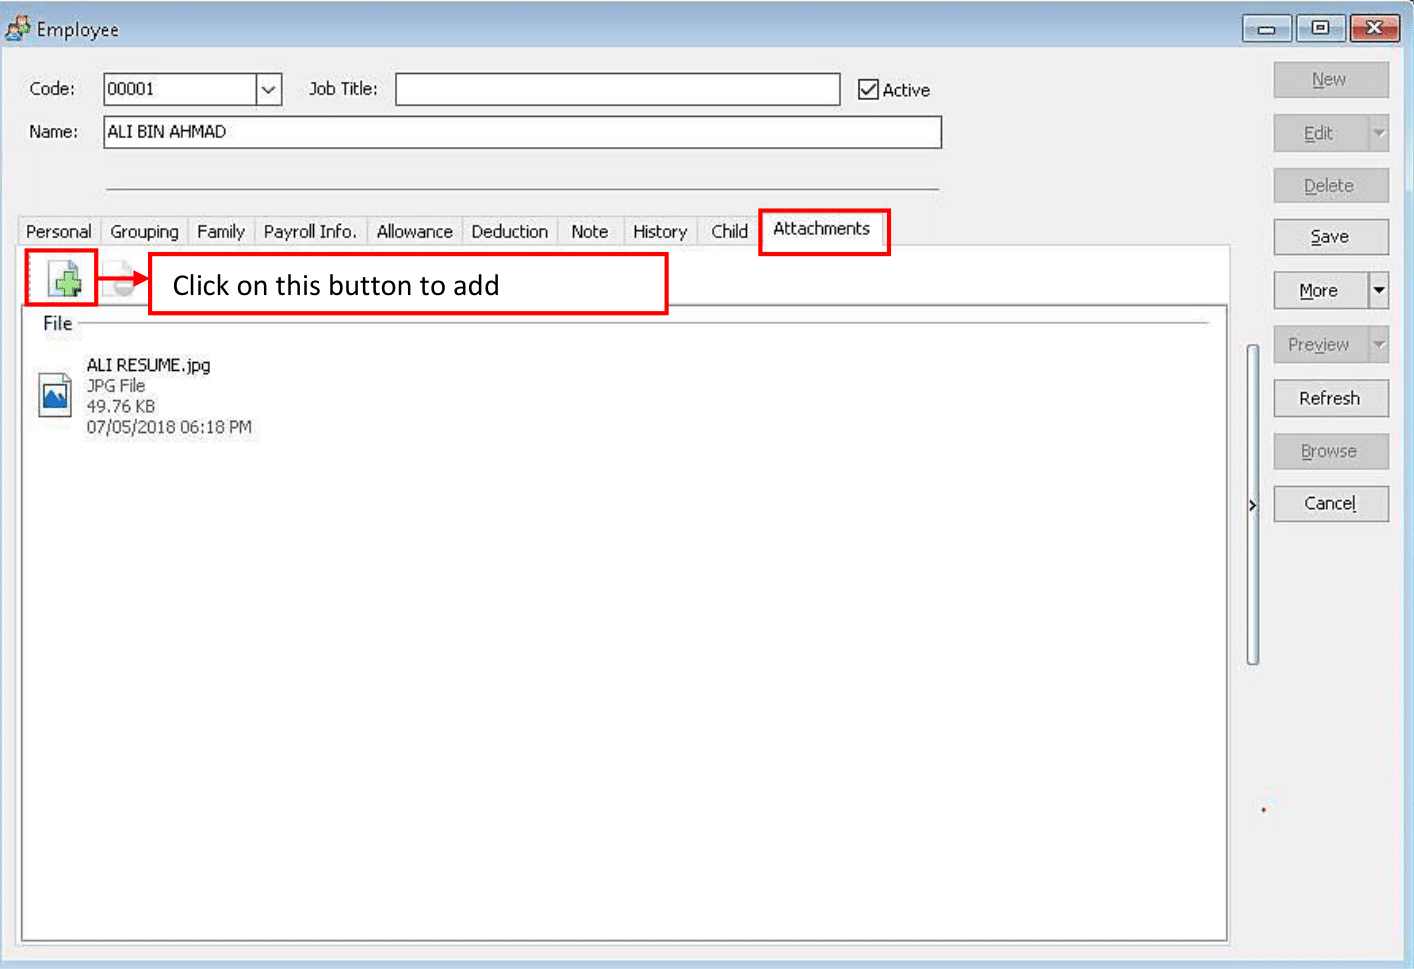 Employee
Code: 00001 Job Title: Active
Name: ALI BIN AHMAD
Personal Grouping Family Payroll Info. Allowance Deduction Note History Child Attachments
Click on this button to add
File
ALI RESUME.jpg
JPG File
49.76 KB
07/05/2018 06:18 PM
New
Edit
Delete
Save
More
Preview
Refresh
Browse
Cancel